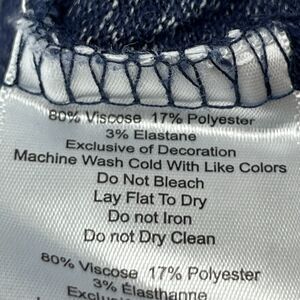 80% Viscose 17% Polyester
3% Elastane
Exclusive of Decoration
Machine Wash Cold With Like Colors
Do Not Bleach
Lay Flat To Dry
Do not Iron
Do not Dry Clean
80% Viscose 17% Polyester
3% Élasthanne